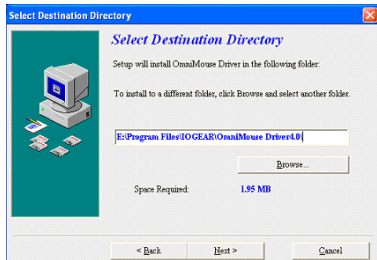 Select Destination Directory
Select Destination Directory
Setup will install OmniMouse Driver in the following folder:
To install to a different folder, click Browse and select another folder.
E:\Program Files\IOGEAR\OmniMouse Driver4.0\
Browse...
Space Required: 1.95 MB
< Back Next > Cancel